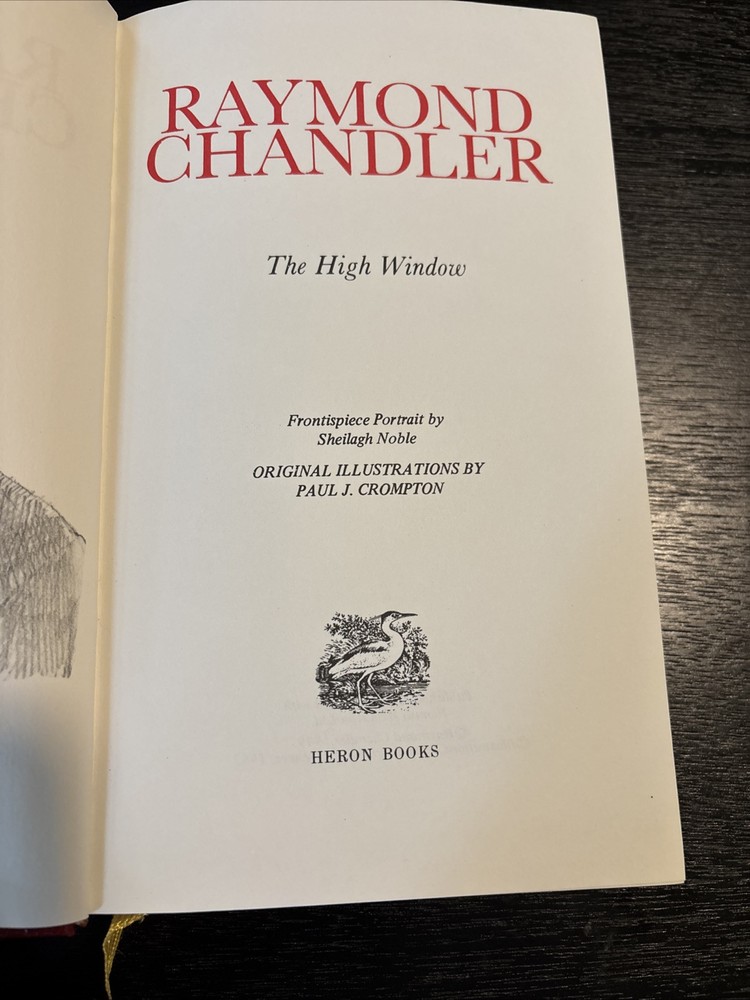 RAYMOND
CHANDLER
The High Window
Frontispiece Portrait by
Sheilagh Noble
ORIGINAL ILLUSTRATIONS BY
PAUL J. CROMPTON
HERON BOOKS